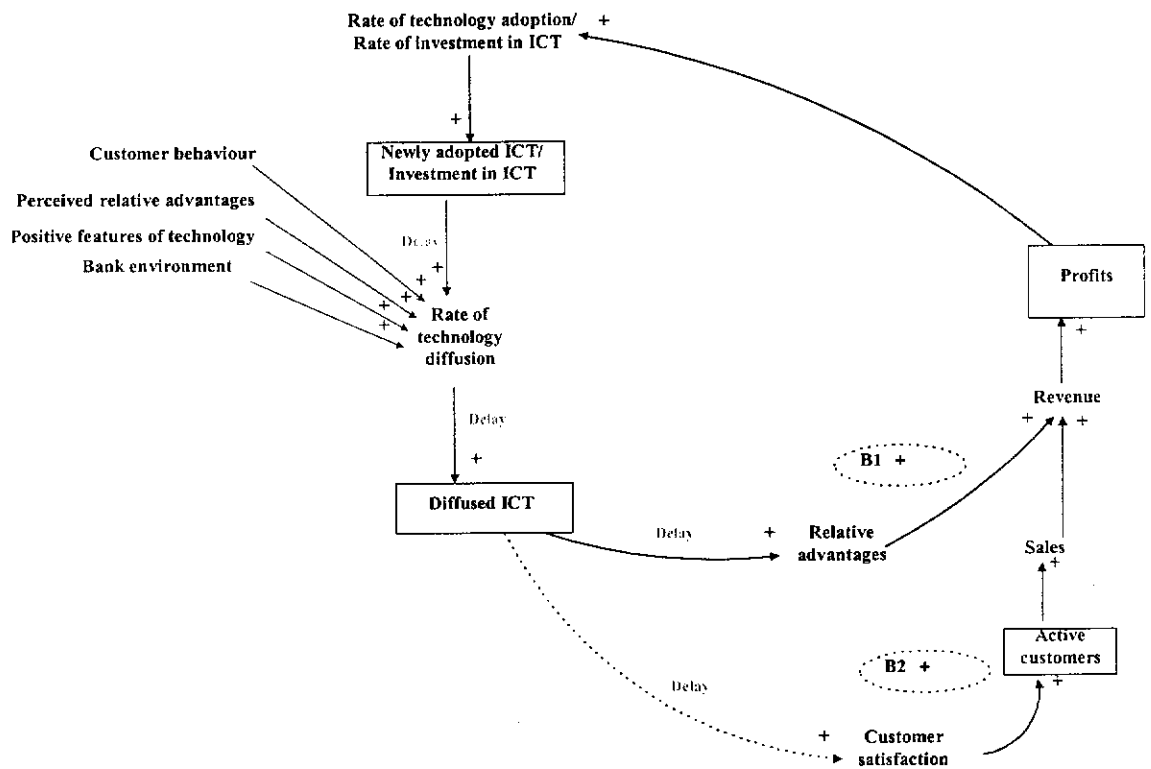 Rate of technology adoption/ +
Rate of investment in ICT
+
Newly adopted ICT/
Investment in ICT
Customer behaviour
Perceived relative advantages
Positive features of technology
Bank environment
Delay
+
+
+
+
+
Rate of
technology
diffusion
Delay
+
Diffused ICT
Delay
+
Relative
advantages
B1 +
Profits
+
Revenue
+ +
Sales
+
Active
customers
+
B2 +
Delay
+
Customer
satisfaction